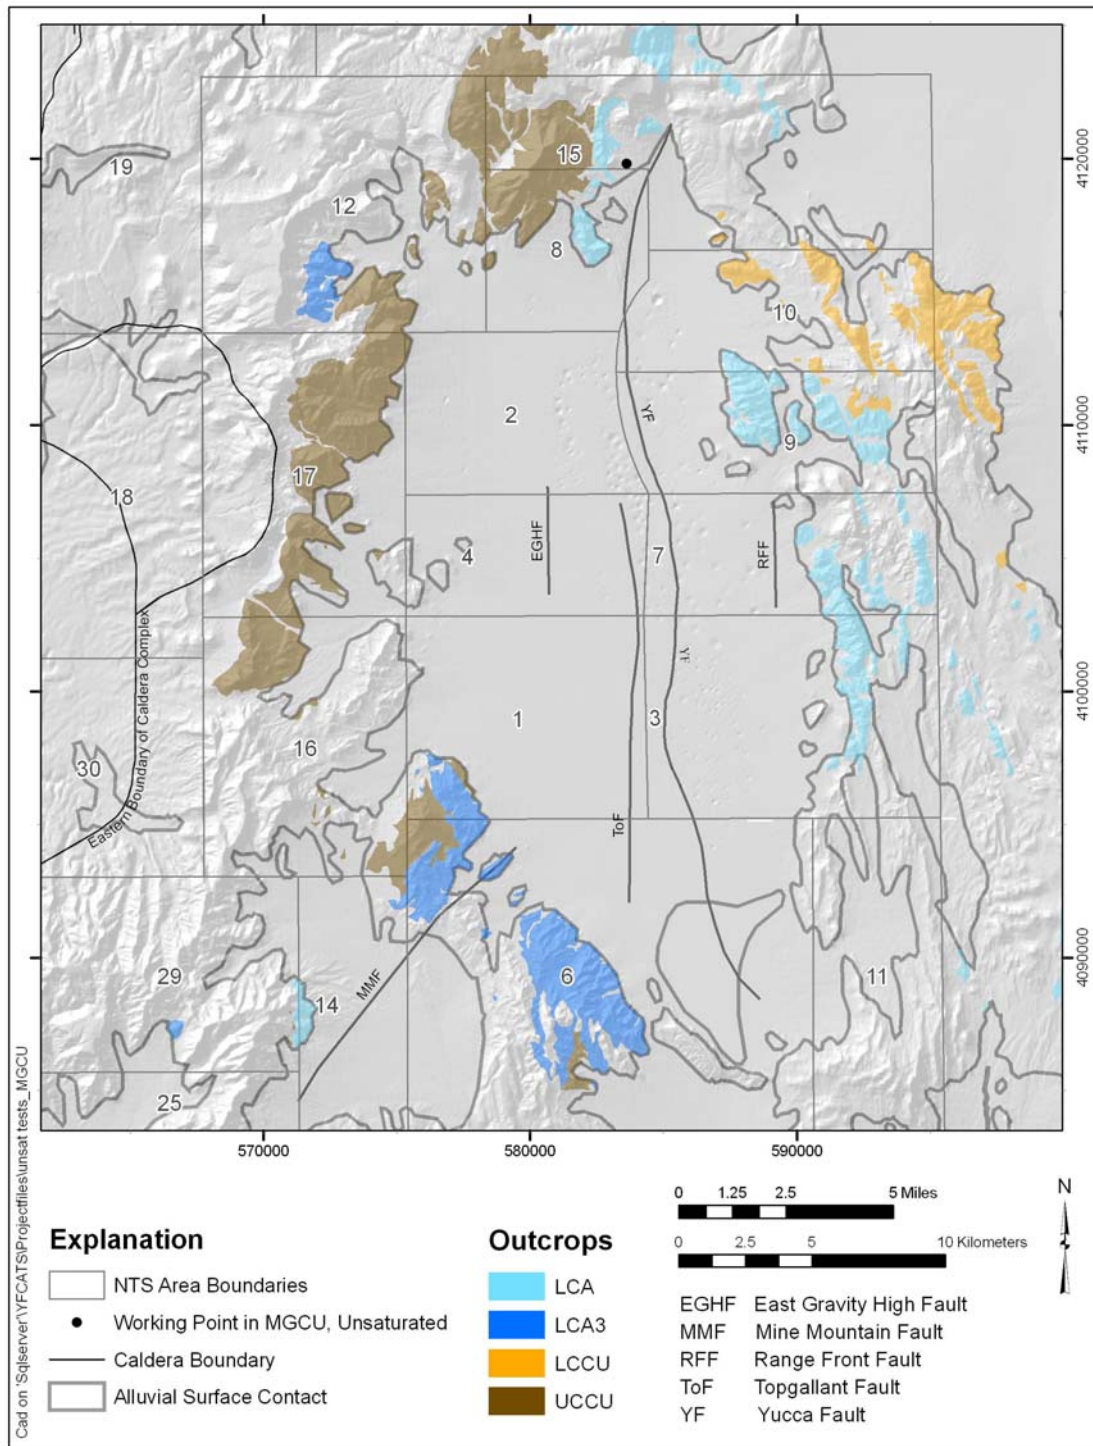 19
12
15
8
10
4120000
2
YF
9
4110000
17
18
4
EGHF
7
RFF
Eastern Boundary of Caldera Complex
YF
1
3
4100000
16
30
ToF
29
14
MMF
6
11
4090000
25
570000
580000
590000
Cad on 'Sqlserver'\YFCATS\Projectfiles\unsat tests_MGCU
Explanation
NTS Area Boundaries
Working Point in MGCU, Unsaturated
Caldera Boundary
Alluvial Surface Contact
Outcrops
LCA
LCA3
LCCU
UCCU
0 1.25 2.5 5 Miles
0 2.5 5 10 Kilometers
N
EGHF East Gravity High Fault
MMF Mine Mountain Fault
RFF Range Front Fault
ToF Topgallant Fault
YF Yucca Fault